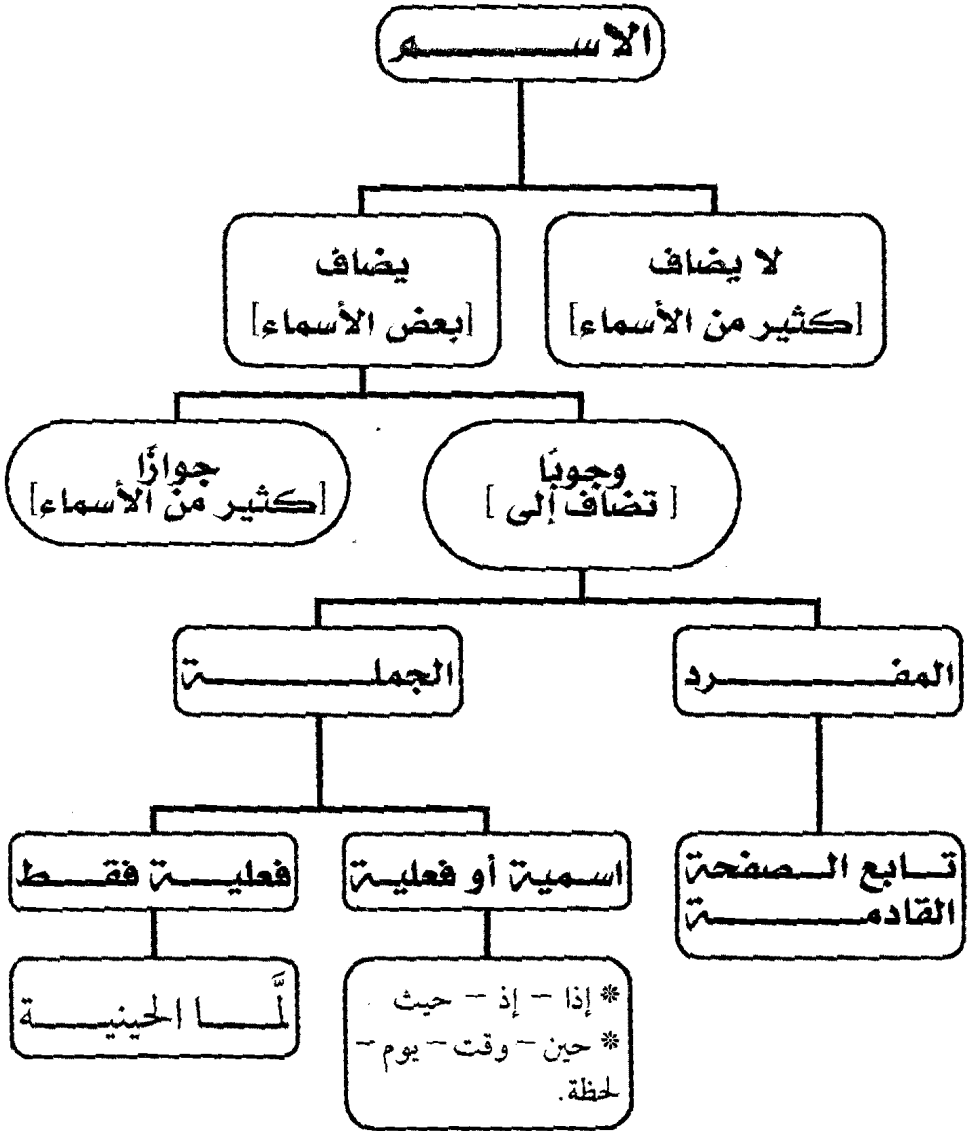 الاسم
لا يضاف
[كثير من الأسماء]
يضاف
[بعض الأسماء]
وجوبًا
[ تضاف إلى ]
جوازًا
[كثير من الأسماء]
المفرد
الجملة
تابع الصفحة
القادمة
اسمية أو فعلية
فعلية فقط
* إذا - إذ - حيث
* حين - وقت - يوم -
لحظة.
لَّما الحينية